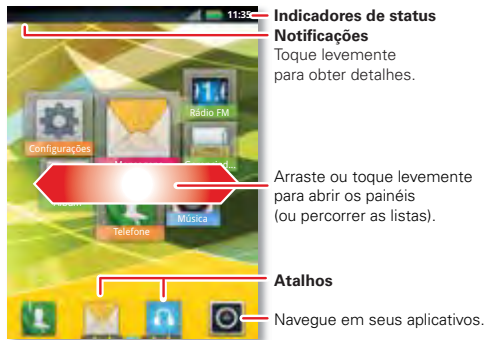 11:35
Indicadores de status
Notificações
Toque levemente
para obter detalhes.
Rádio FM
Configurações
Arraste ou toque levemente
para abrir os painéis
(ou percorrer as listas).
Música
Telefone
Atalhos
Navegue em seus aplicativos.